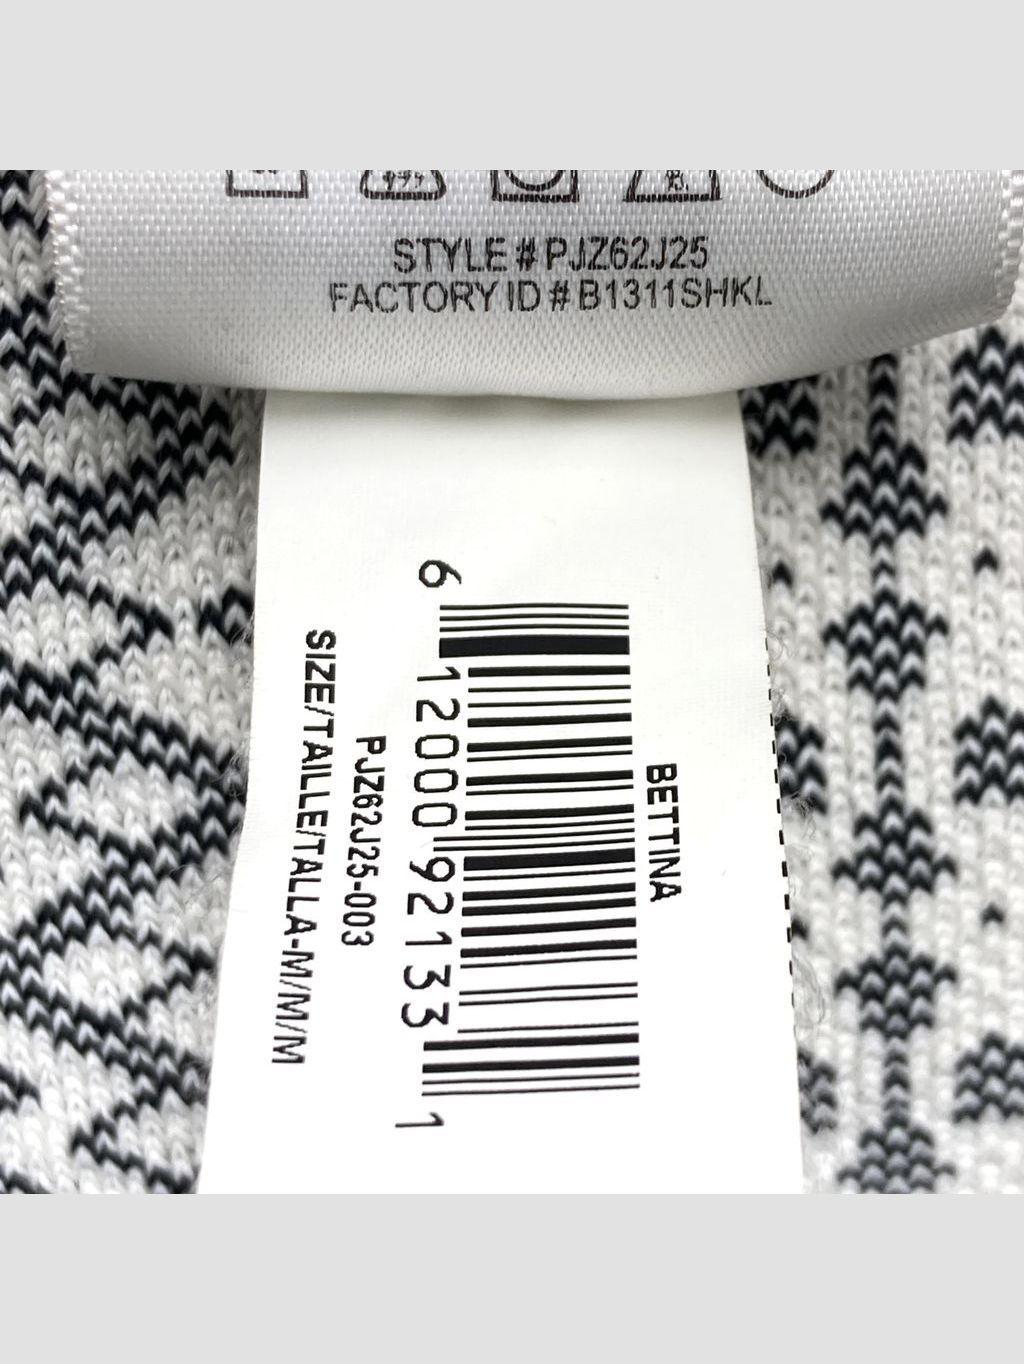 STYLE # PJZ62J25
FACTORY ID # B1311SHKL
BETTINA
6 12000 92133 1
PJZ62J25-003
SIZE/TAILLE/TALLA-M/M/M